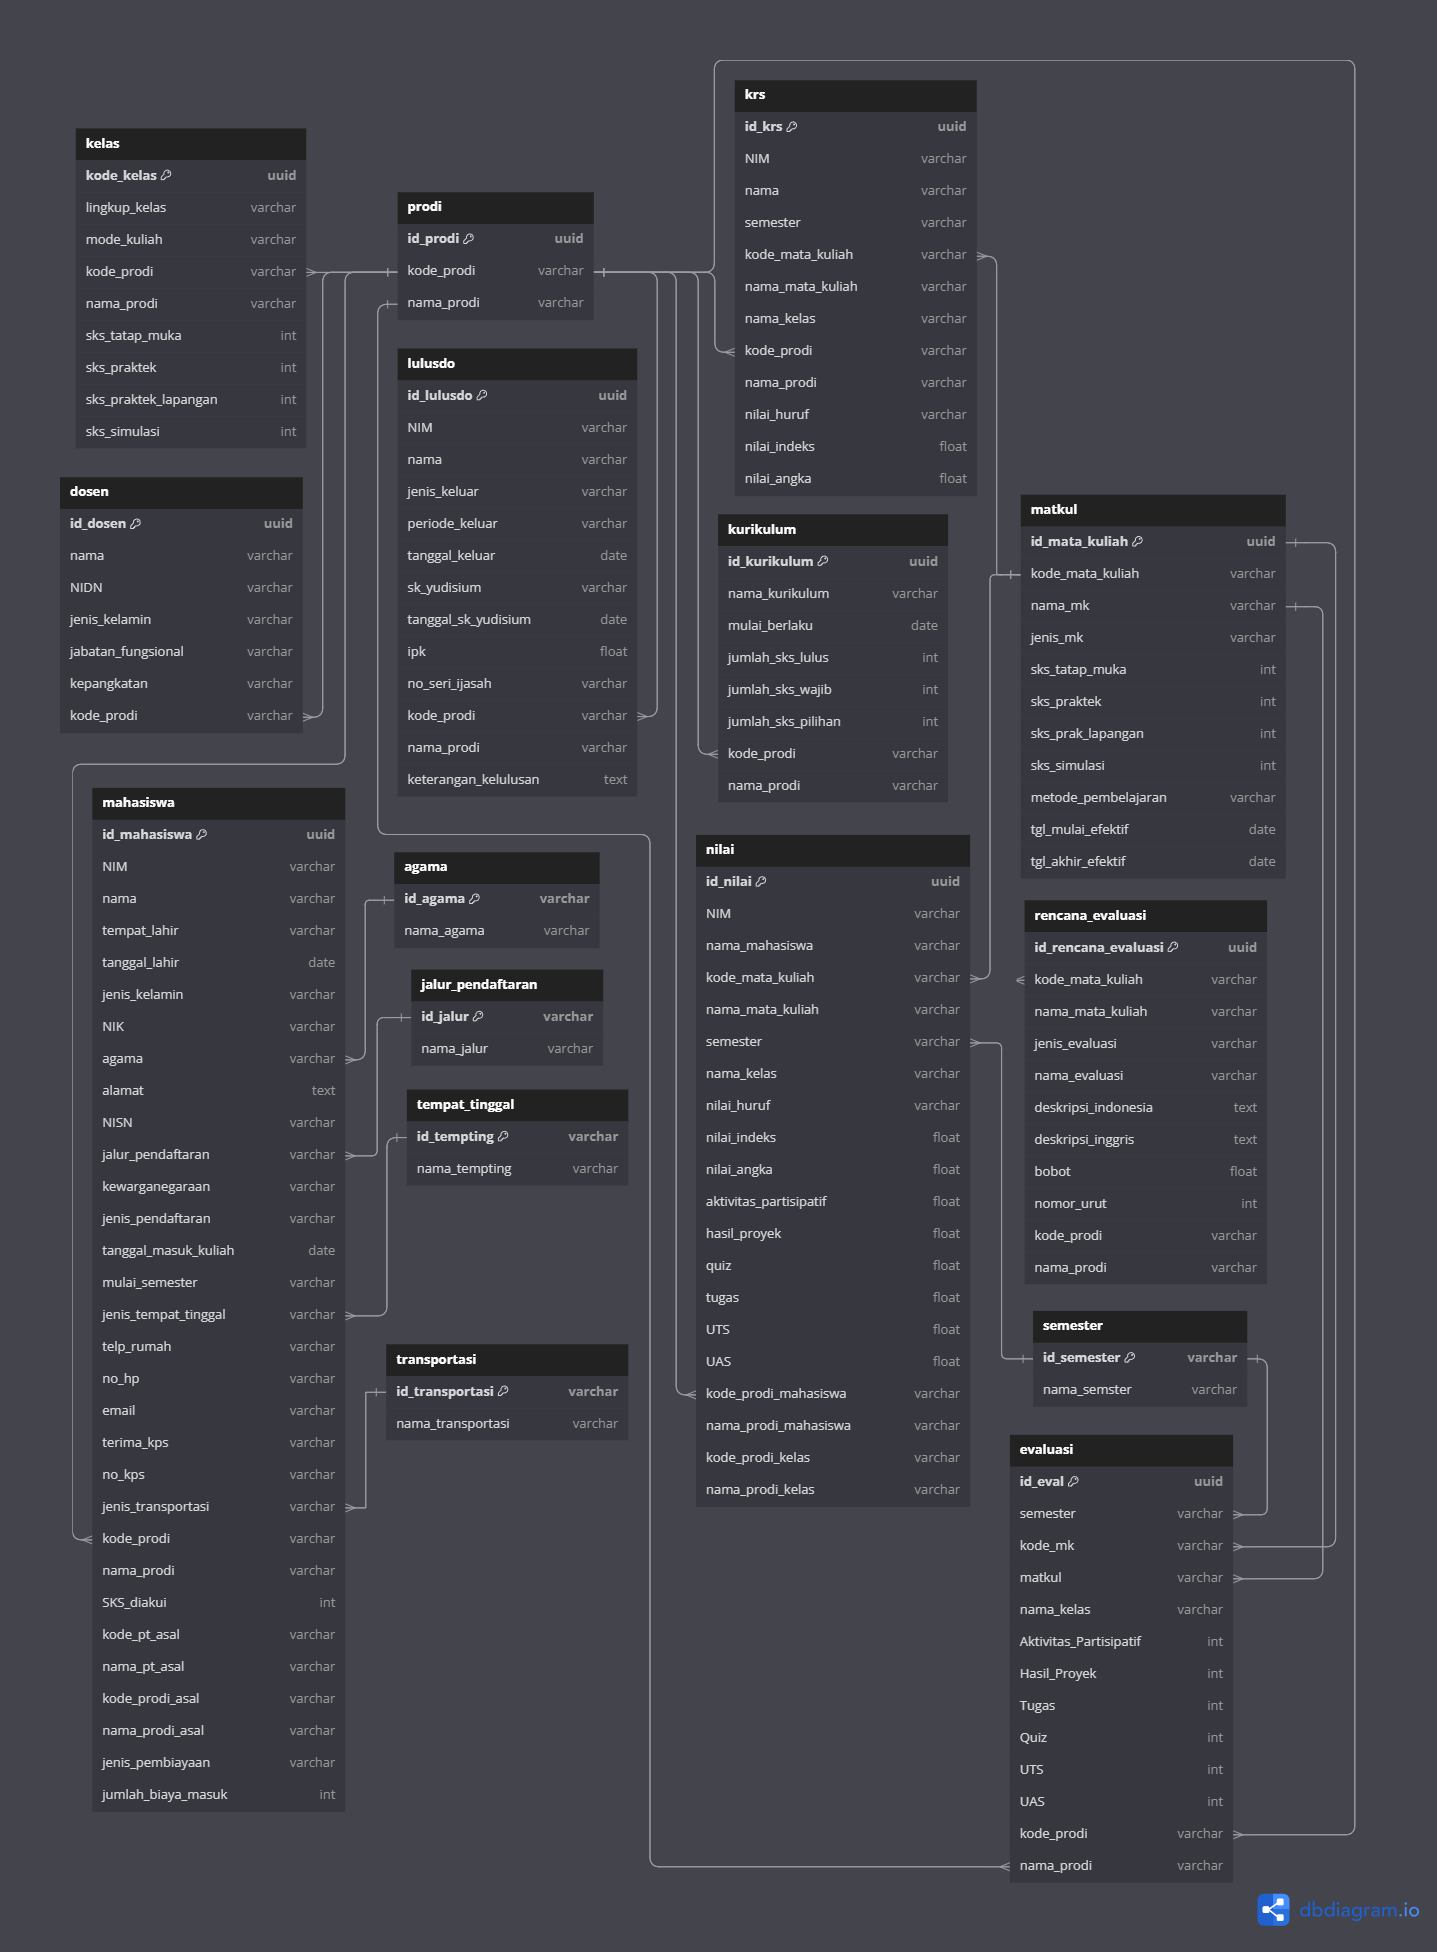 kelas
kode_kelas uuid
lingkup_kelas varchar
mode_kuliah varchar
kode_prodi varchar
nama_prodi varchar
sks_tatap_muka int
sks_praktek int
sks_praktek_lapangan int
sks_simulasi int
dosen
id_dosen uuid
nama varchar
NIDN varchar
jenis_kelamin varchar
jabatan_fungsional varchar
kepangkatan varchar
kode_prodi varchar
prodi
id_prodi uuid
kode_prodi varchar
nama_prodi varchar
lulusdo
id_lulusdo uuid
NIM varchar
nama varchar
jenis_keluar varchar
periode_keluar varchar
tanggal_keluar date
sk_yudisium varchar
tanggal_sk_yudisium date
ipk float
no_seri_ijasah varchar
kode_prodi varchar
nama_prodi varchar
keterangan_kelulusan text
krs
id_krs uuid
NIM varchar
nama varchar
semester varchar
kode_mata_kuliah varchar
nama_mata_kuliah varchar
nama_kelas varchar
kode_prodi varchar
nama_prodi varchar
nilai_huruf varchar
nilai_indeks float
nilai_angka float
kurikulum
id_kurikulum uuid
nama_kurikulum varchar
mulai_berlaku date
jumlah_sks_lulus int
jumlah_sks_wajib int
jumlah_sks_pilihan int
kode_prodi varchar
nama_prodi varchar
matkul
id_mata_kuliah uuid
kode_mata_kuliah varchar
nama_mk varchar
jenis_mk varchar
sks_tatap_muka int
sks_praktek int
sks_prak_lapangan int
sks_simulasi int
metode_pembelajaran varchar
tgl_mulai_efektif date
tgl_akhir_efektif date
mahasiswa
id_mahasiswa uuid
NIM varchar
nama varchar
tempat_lahir varchar
tanggal_lahir date
jenis_kelamin varchar
NIK varchar
agama varchar
alamat text
NISN varchar
jalur_pendaftaran varchar
kewarganegaraan varchar
jenis_pendaftaran varchar
tanggal_masuk_kuliah date
mulai_semester varchar
jenis_tempat_tinggal varchar
telp_rumah varchar
no_hp varchar
email varchar
terima_kps varchar
no_kps varchar
jenis_transportasi varchar
kode_prodi varchar
nama_prodi varchar
SKS_diakui int
kode_pt_asal varchar
nama_pt_asal varchar
kode_prodi_asal varchar
nama_prodi_asal varchar
jenis_pembiayaan varchar
jumlah_biaya_masuk int
agama
id_agama varchar
nama_agama varchar
jalur_pendaftaran
id_jalur varchar
nama_jalur varchar
tempat_tinggal
id_tempting varchar
nama_tempting varchar
transportasi
id_transportasi varchar
nama_transportasi varchar
nilai
id_nilai uuid
NIM varchar
nama_mahasiswa varchar
kode_mata_kuliah varchar
nama_mata_kuliah varchar
semester varchar
nama_kelas varchar
nilai_huruf varchar
nilai_indeks float
nilai_angka float
aktivitas_partisipatif float
hasil_proyek float
quiz float
tugas float
UTS float
UAS float
kode_prodi_mahasiswa varchar
nama_prodi_mahasiswa varchar
kode_prodi_kelas varchar
nama_prodi_kelas varchar
rencana_evaluasi
id_rencana_evaluasi uuid
kode_mata_kuliah varchar
nama_mata_kuliah varchar
jenis_evaluasi varchar
nama_evaluasi varchar
deskripsi_indonesia text
deskripsi_inggris text
bobot float
nomor_urut int
kode_prodi varchar
nama_prodi varchar
semester
id_semester varchar
nama_semster varchar
evaluasi
id_eval uuid
semester varchar
kode_mk varchar
matkul varchar
nama_kelas varchar
Aktivitas_Partisipatif int
Hasil_Proyek int
Tugas int
Quiz int
UTS int
UAS int
kode_prodi varchar
nama_prodi varchar
dbdiagram.io